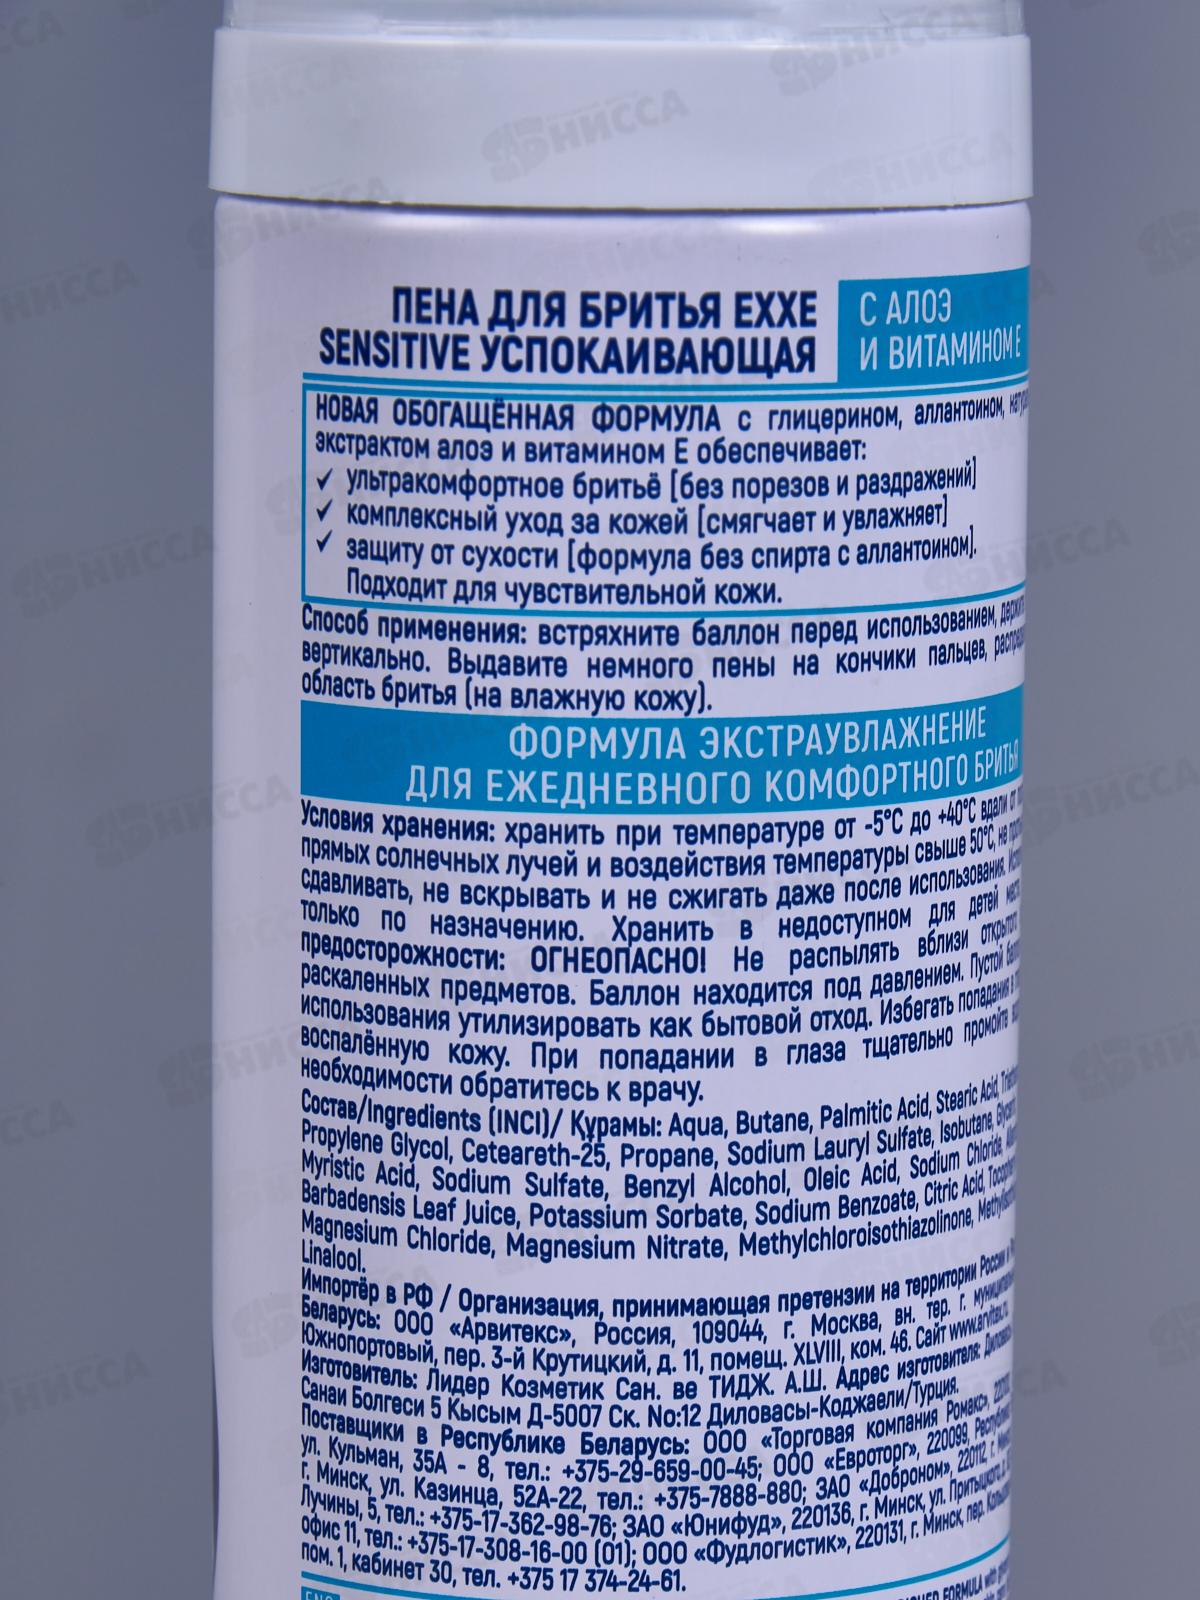 ПЕНА ДЛЯ БРИТЬЯ EXXE
SENSITIVE УСПОКАИВАЮЩАЯ
С АЛОЭ
И ВИТАМИНОМ Е
НОВАЯ ОБОГАЩЁННАЯ ФОРМУЛА с глицерином, аллантоином,
экстрактом алоэ и витамином Е обеспечивает:
✓ ультракомфортное бритьё [без порезов и раздражений]
✓ комплексный уход за кожей [смягчает и увлажняет]
✓ защиту от сухости [формула без спирта с аллантоином].
Подходит для чувствительной кожи.
Способ применения: встряхните баллон перед использованием,
вертикально. Выдавите немного пены на кончики пальцев,
область бритья (на влажную кожу).
ФОРМУЛА ЭКСТРАУВЛАЖНЕНИЕ
ДЛЯ ЕЖЕДНЕВНОГО КОМФОРТНОГО БРИТЬЯ
Условия хранения: хранить при температуре от -5°С до +40°С вдали от
прямых солнечных лучей и воздействия температуры свыше 50°С, не
сдавливать, не вскрывать и не сжигать даже после использования.
только по назначению. Хранить в недоступном для детей
предосторожности: ОГНЕОПАСНО! Не распылять вблизи открытого
раскаленных предметов. Баллон находится под давлением. Пустой
использования утилизировать как бытовой отход. Избегать попадания
воспалённую кожу. При попадании в глаза тщательно промойте
необходимости обратитесь к врачу.
Состав/Ingredients (INCI)/ Құрамы: Aqua, Butane, Palmitic Acid, Stearic Acid,
Propylene Glycol, Ceteareth-25, Propane, Sodium Lauryl Sulfate, Isobutane,
Myristic Acid, Sodium Sulfate, Benzyl Alcohol, Oleic Acid, Sodium Chloride,
Barbadensis Leaf Juice, Potassium Sorbate, Sodium Benzoate, Citric Acid,
Magnesium Chloride, Magnesium Nitrate, Methylchloroisothiazolinone,
Linalool.
Импортёр в РФ / Организация, принимающая претензии на территории России и
Беларусь: ООО «Арвитекс», Россия, 109044, г. Москва, вн. тер. г.
Южнопортовый, пер. 3-й Крутицкий, д. 11, помещ. XLVIII, ком. 46. Сайт www.arvitex.ru.
Изготовитель: Лидер Козметик Сан. ве ТИДЖ. А.Ш. Адрес изготовителя:
Санаи Болгеси 5 Кысым Д-5007 Ск. No:12 Диловасы-Коджаели/Турция.
Поставщики в Республике Беларусь: ООО «Торговая компания Ромакс»,
ул. Кульман, 35А - 8, тел.: +375-29-659-00-45; ООО «Евроторг», 220099,
г. Минск, ул. Казинца, 52А-22, тел.: +375-7888-880; ЗАО «Доброном», 220112, г.
Лучины, 5, тел.: +375-17-362-98-76; ЗАО «Юнифуд», 220136, г. Минск, ул. Притыцкого,
офис 11, тел.: +375-17-308-16-00 (01); ООО «Фудлогистик», 220131, г. Минск, пер.
пом. 1, кабинет 30, тел. +375 17 374-24-61.
FORMULA with
НИССА